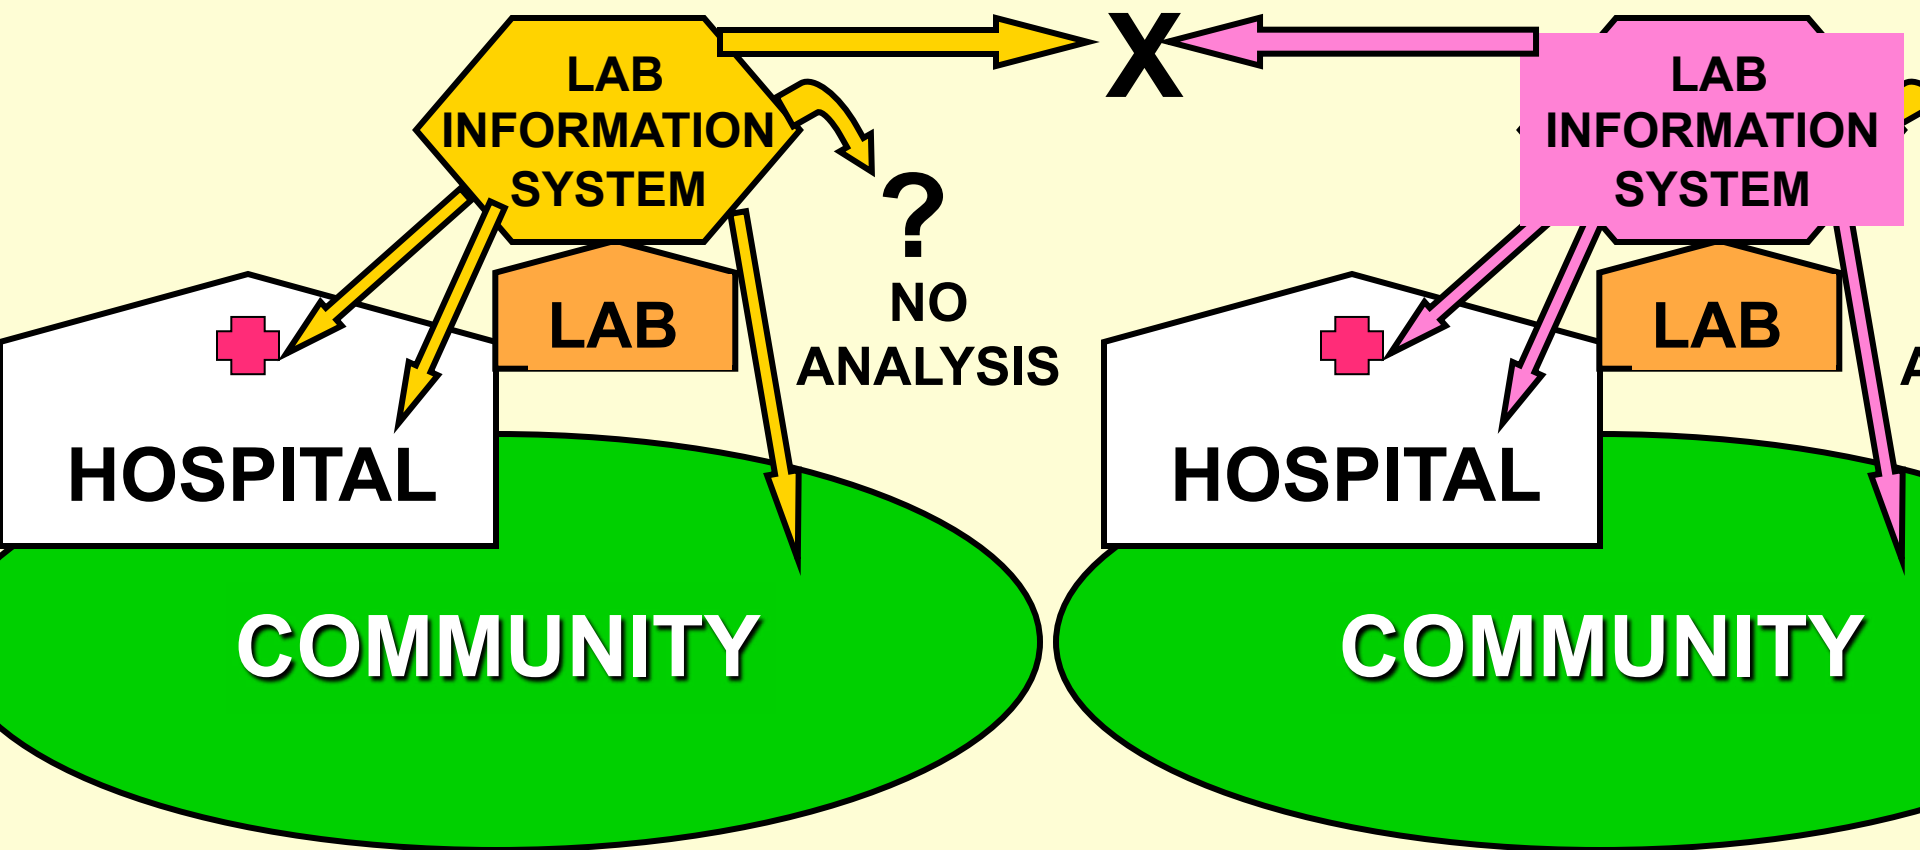 LAB
INFORMATION
SYSTEM
X
?
NO
ANALYSIS
LAB
HOSPITAL
COMMUNITY
LAB
INFORMATION
SYSTEM
LAB
HOSPITAL
COMMUNITY
A